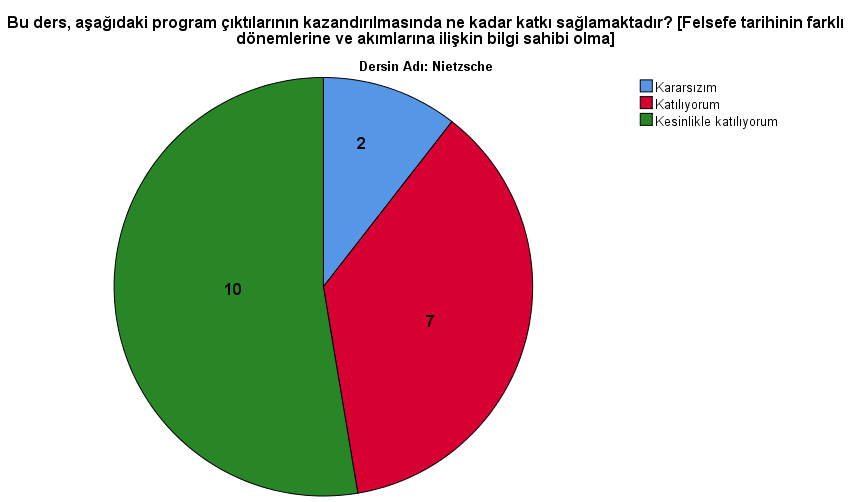 Bu ders, aşağıdaki program çıktılarının kazandırılmasında ne kadar katkı sağlamaktadır? [Felsefe tarihinin farklı
dönemlerine ve akımlarına ilişkin bilgi sahibi olma]
Dersin Adı: Nietzsche
Kararsızım
Katılıyorum
Kesinlikle katılıyorum
2
10
7